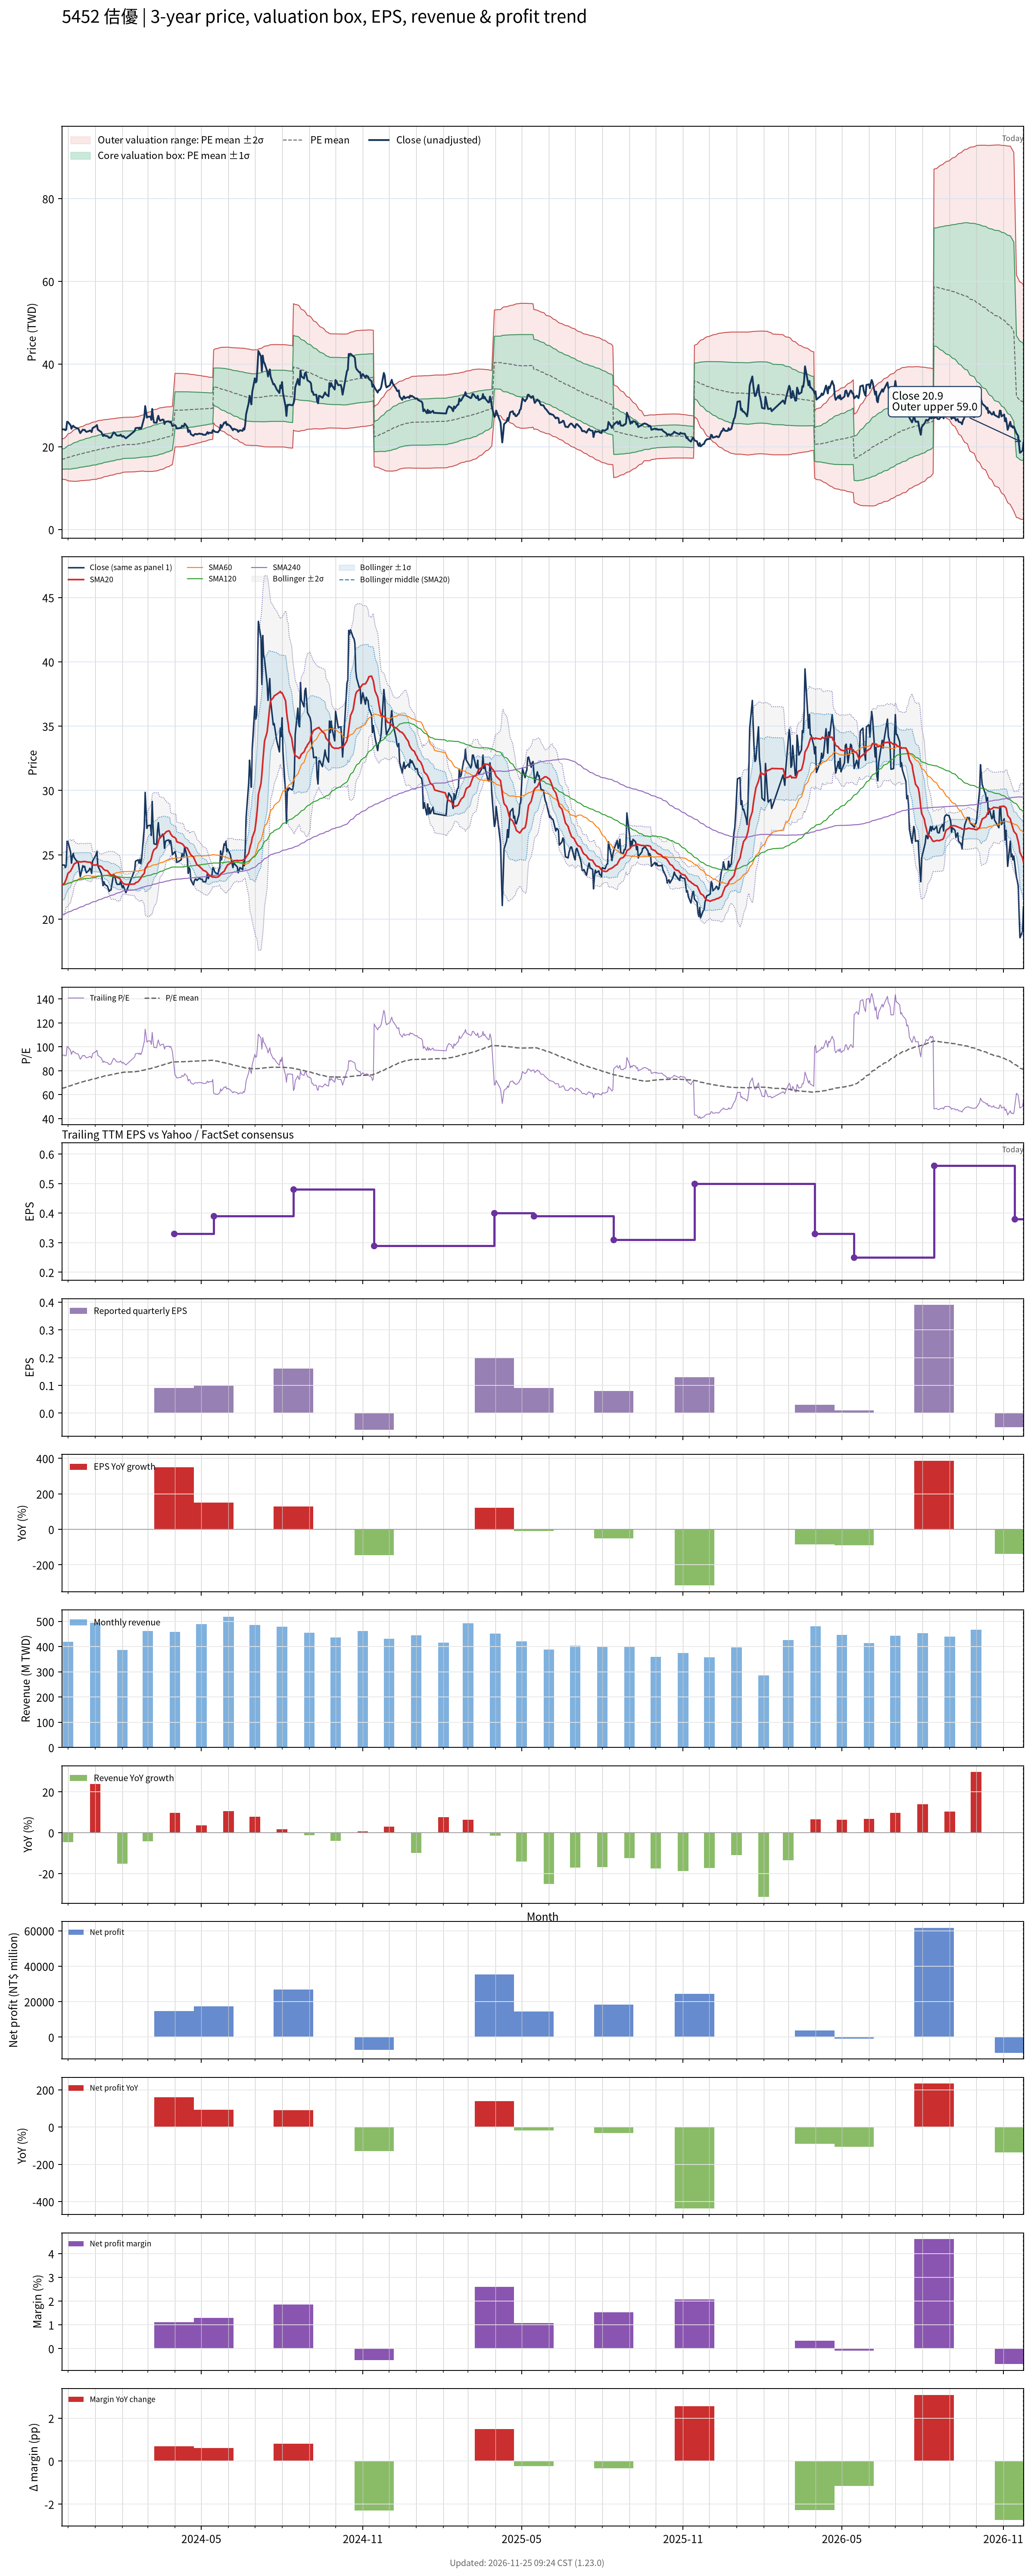 5452 佶優 | 3-year price, valuation box, EPS, revenue & profit trend
Outer valuation range: PE mean ±2σ
Core valuation box: PE mean ±1σ
PE mean
Close (unadjusted)
Today
Price (TWD)
80
60
40
20
0
Close 20.9
Outer upper 59.0
Close (same as panel 1)
SMA20
SMA60
SMA120
SMA240
Bollinger ±2σ
Bollinger ±1σ
Bollinger middle (SMA20)
Price
45
40
35
30
25
20
Trailing P/E
P/E mean
P/E
140
120
100
80
60
40
Trailing TTM EPS vs Yahoo / FactSet consensus
Today
EPS
0.6
0.5
0.4
0.3
0.2
Reported quarterly EPS
EPS
0.4
0.3
0.2
0.1
0.0
EPS YoY growth
YoY (%)
400
200
0
-200
Monthly revenue
Revenue (M TWD)
500
400
300
200
100
0
Revenue YoY growth
YoY (%)
20
0
-20
Month
Net profit
Net profit (NT$ million)
60000
40000
20000
0
Net profit YoY
YoY (%)
200
0
-200
-400
Net profit margin
Margin (%)
4
3
2
1
0
Margin YoY change
Δ margin (pp)
2
0
-2
2024-05
2024-11
2025-05
2025-11
2026-05
2026-11
Updated: 2026-11-25 09:24 CST (1.23.0)